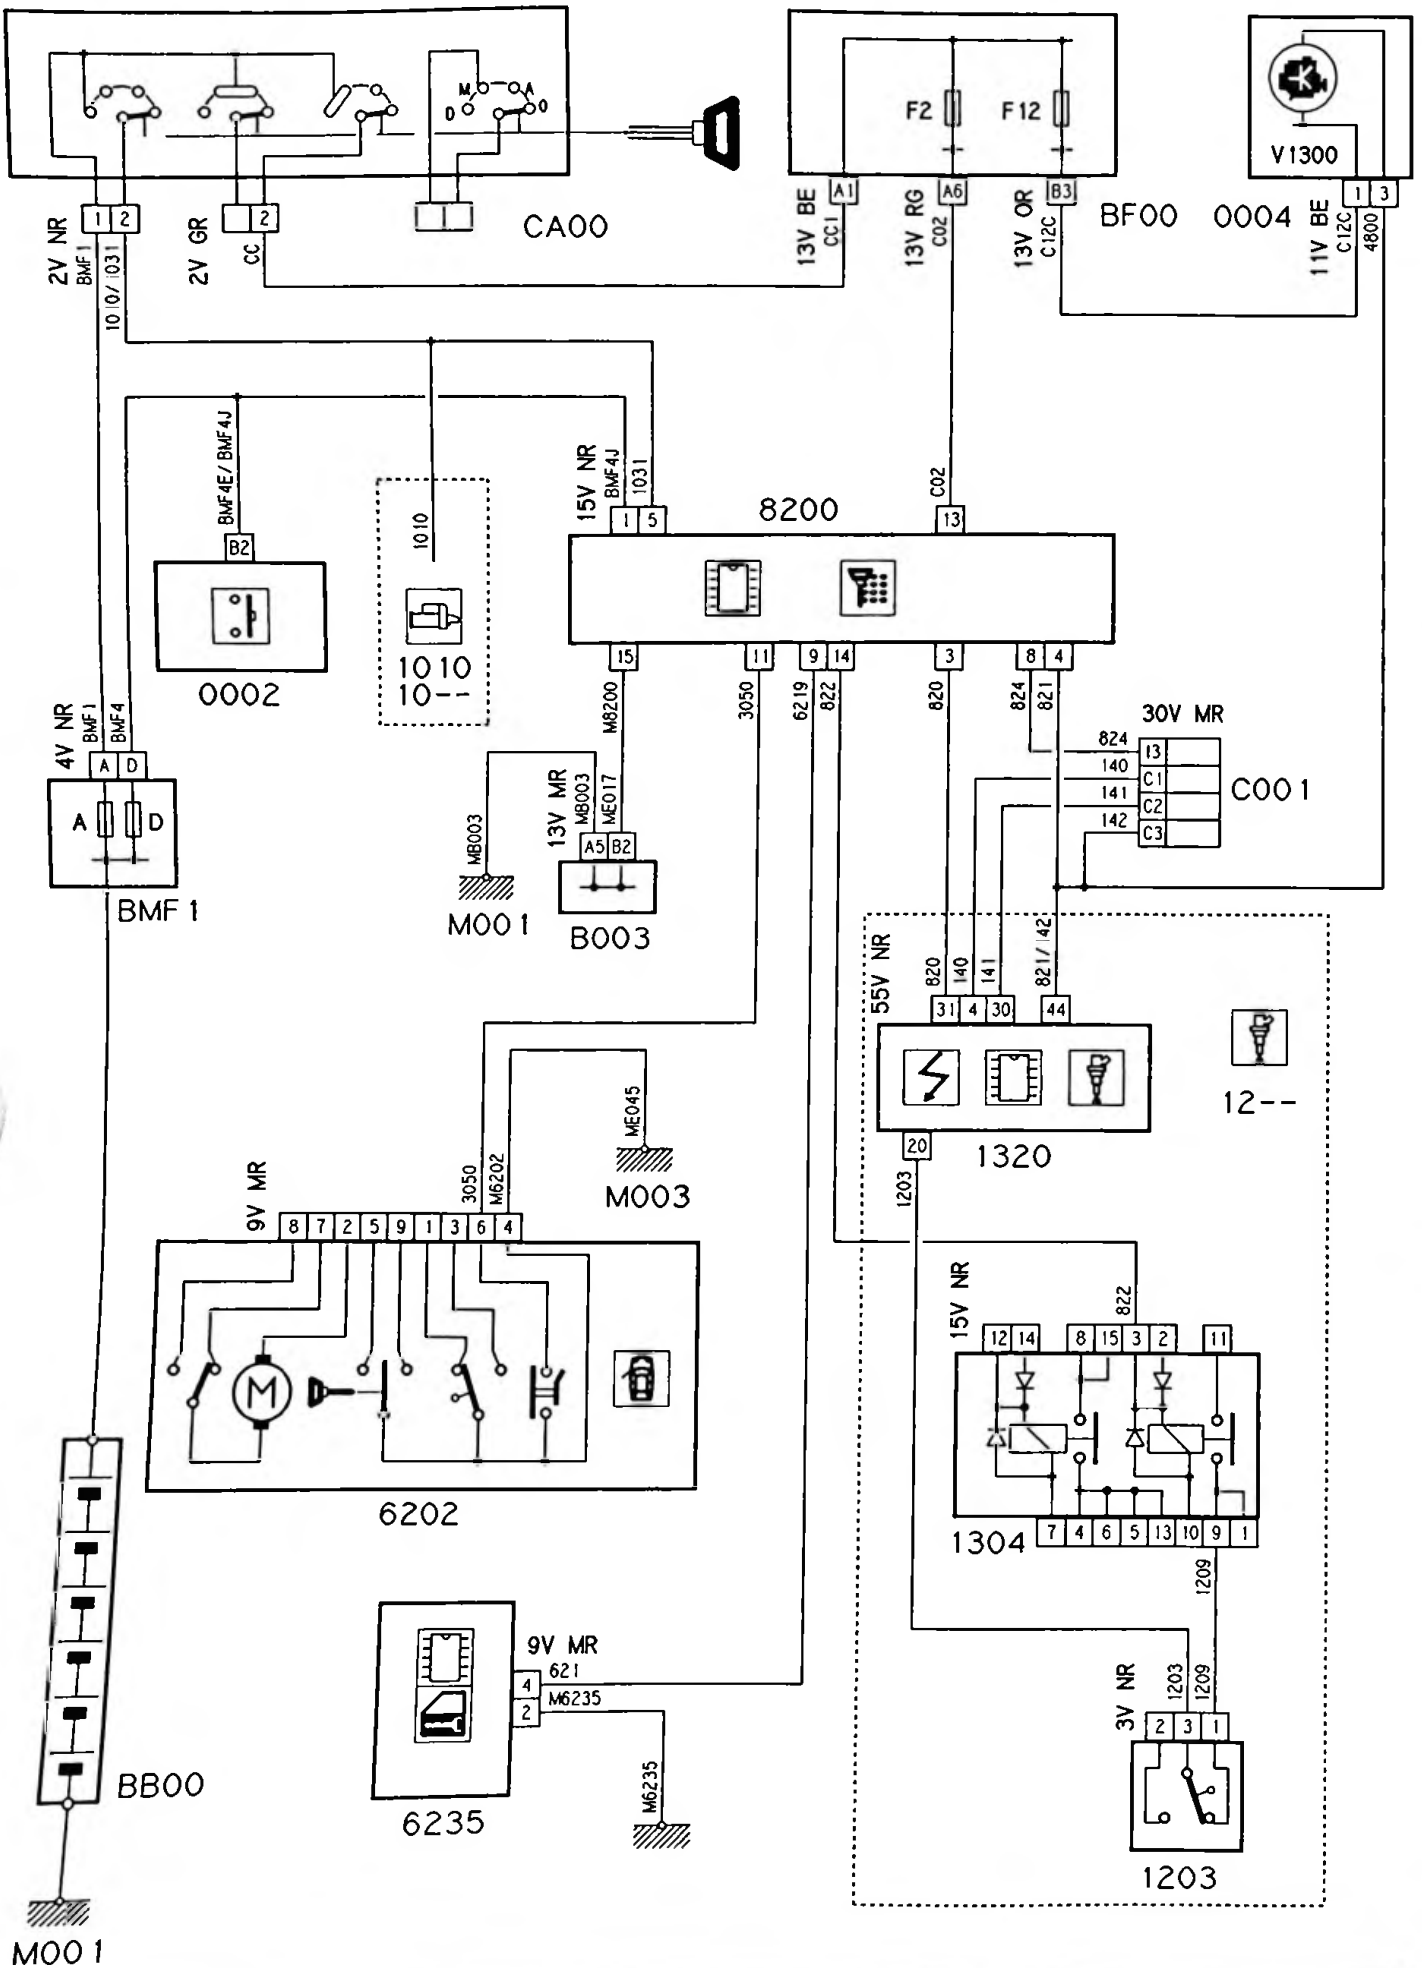 M A
D O
F2 F12
V1300
1 2
2
A1
A6
B3
1 3
CA00
BF00
0004
2V NR
BMF1
1010/1031
2V GR
CC
13V BE
CC1
13V RG
C02
13V OR
C12C
11V BE
C12C
4800
BMF4E/BMF4J
B2
0002
1010
1010
10--
15V NR
BMF4J
1031
1 5
8200
C02
13
15
11
9 14
3
8 4
M8200
3050
6219
822
820
824
821
30V MR
824
140
141
142
13
C1
C2
C3
C001
4V NR
BMF1
BMF4
A D
A D
BMF1
MB003
M001
13V MR
MB003
ME017
A5 B2
B003
55V NR
820
140
141
821/142
31 4 30 44
12--
20
1320
1203
ME045
M003
9V MR
3050
M6202
8 7 2 5 9 1 3 6 4
M
6202
15V NR
822
12 14 8 15 3 2 11
1304
7 4 6 5 13 10 9 1
1209
9V MR
4 621
2 M6235
M6235
6235
3V NR
1203
1209
2 3 1
1203
BB00
M001